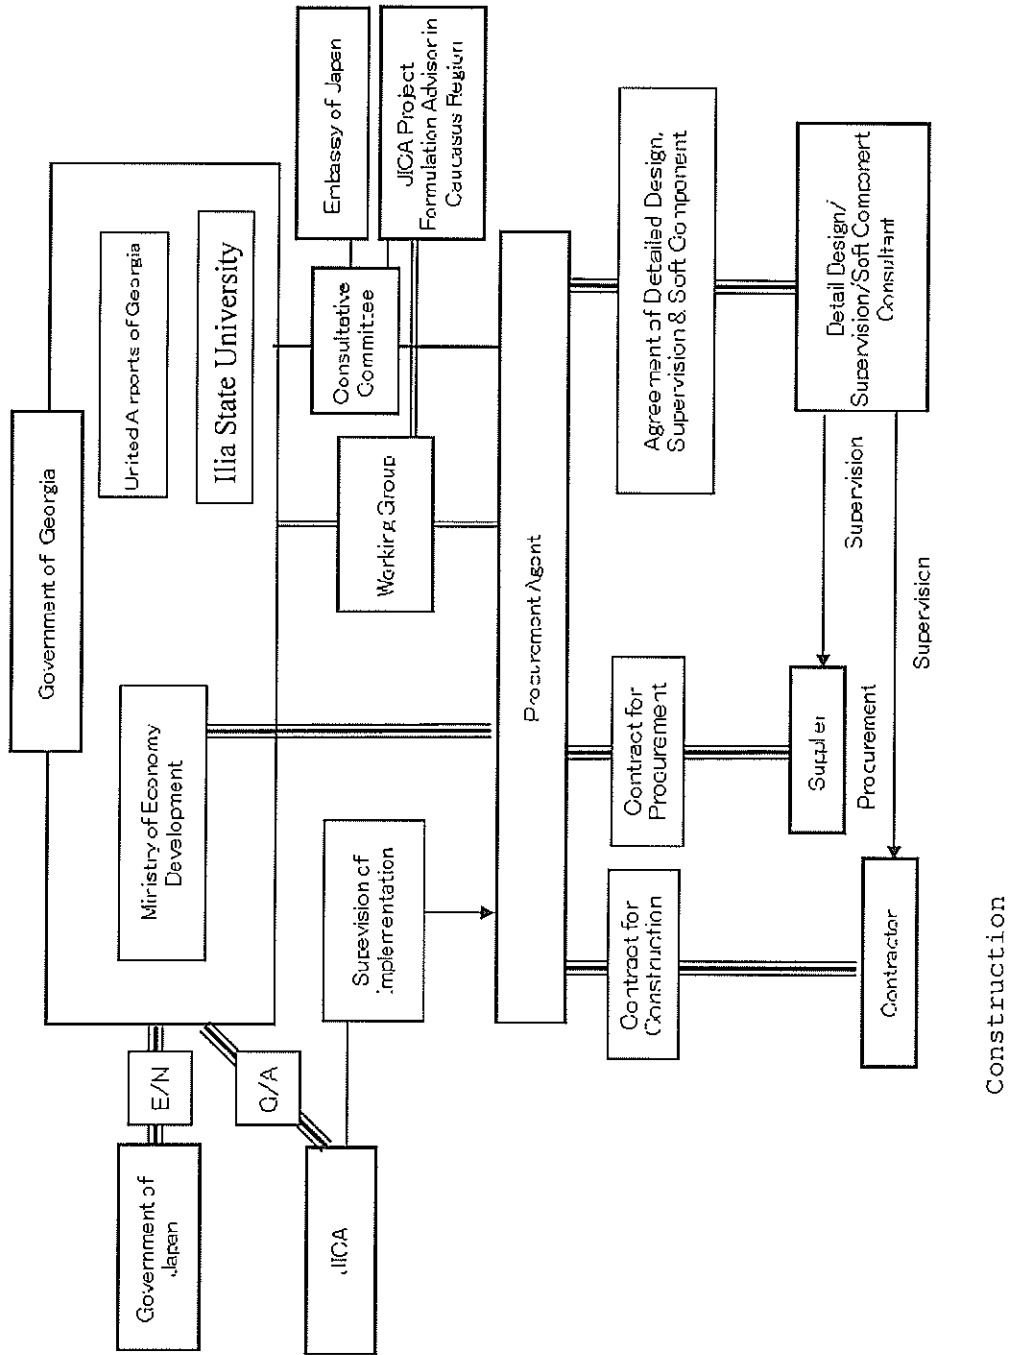 Government of Georgia
United Airports of Georgia
Ilia State University
Ministry of Economy
Development
Government of
Japan
E/N
G/A
JICA
Supevision of
Implementation
Working Group
Consultative
Committee
Embassy of Japan
JICA Project
Formulation Advisor in
Caucasus Region
Procurement Agent
Contract for
Construction
Contract for
Procurement
Agreement of Detailed Design,
Supervision & Soft Component
Contractor
Supplier
Detail Design/
Supervision/Soft Component
Consultant
Supervision
Procurement
Supervision
Construction